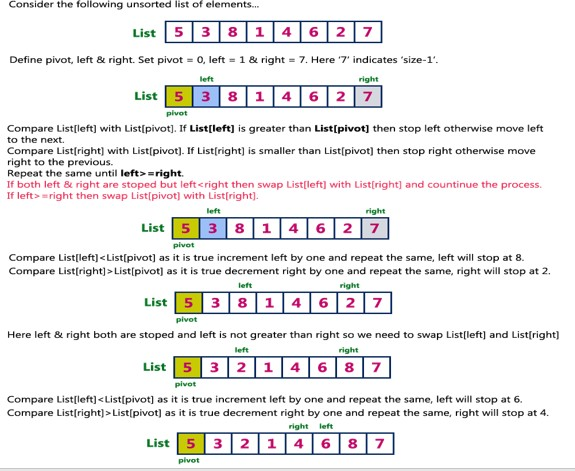 Consider the following unsorted list of elements...
List 5 3 8 1 4 6 2 7
Define pivot, left & right. Set pivot = 0, left = 1 & right = 7. Here '7' indicates 'size-1'.
left right
List 5 3 8 1 4 6 2 7
pivot
Compare List[left] with List[pivot]. If List[left] is greater than List[pivot] then stop left otherwise move left
to the next.
Compare List[right] with List[pivot]. If List[right] is smaller than List[pivot] then stop right otherwise move
right to the previous.
Repeat the same until left>=right.
If both left & right are stoped but left<right then swap List[left] with List[right] and countinue the process.
If left>=right then swap List[pivot] with List[right].
left right
List 5 3 8 1 4 6 2 7
pivot
Compare List[left]<List[pivot] as it is true increment left by one and repeat the same, left will stop at 8.
Compare List[right]>List[pivot] as it is true decrement right by one and repeat the same, right will stop at 2.
left right
List 5 3 8 1 4 6 2 7
pivot
Here left & right both are stoped and left is not greater than right so we need to swap List[left] and List[right]
left right
List 5 3 2 1 4 6 8 7
pivot
Compare List[left]<List[pivot] as it is true increment left by one and repeat the same, left will stop at 6.
Compare List[right]>List[pivot] as it is true decrement right by one and repeat the same, right will stop at 4.
right left
List 5 3 2 1 4 6 8 7
pivot